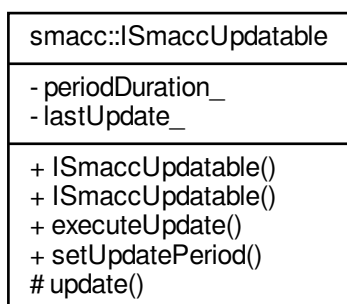 smacc::ISmaccUpdatable
- periodDuration_
- lastUpdate_
+ ISmaccUpdatable()
+ ISmaccUpdatable()
+ executeUpdate()
+ setUpdatePeriod()
# update()